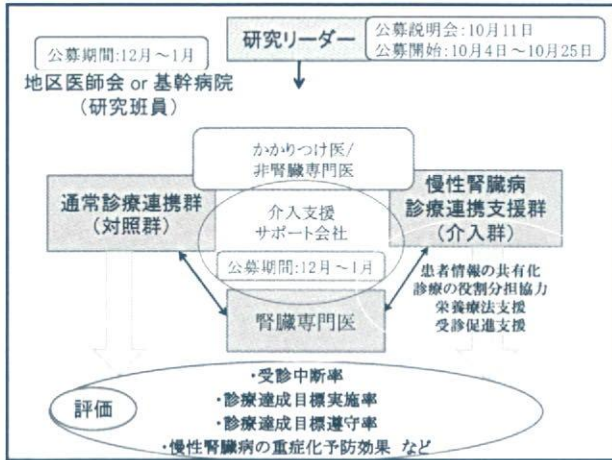 研究リーダー
公募説明会:10月11日
公募開始:10月4日～10月25日
公募期間:12月～1月
地区医師会 or 基幹病院
（研究班員）
かかりつけ医/
非腎臓専門医
通常診療連携群
（対照群）
介入支援
サポート会社
公募期間:12月～1月
慢性腎臓病
診療連携支援群
（介入群）
患者情報の共有化
診療の役割分担協力
栄養療法支援
受診促進支援
腎臓専門医
評価
・受診中断率
・診療達成目標実施率
・診療達成目標遵守率
・慢性腎臓病の重症化予防効果 など